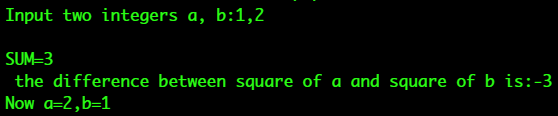 Input two integers a, b:1,2
SUM=3
the difference between square of a and square of b is:-3
Now a=2,b=1